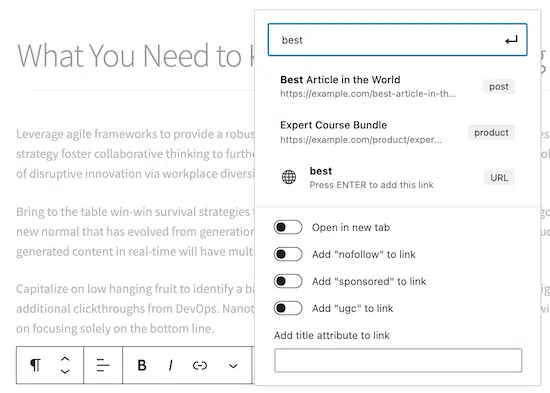 What You Need to K
best
Best Article in the World
https://example.com/best-article-in-th...
post
Expert Course Bundle
https://example.com/product/exper...
product
best
Press ENTER to add this link
URL
Open in new tab
Add "nofollow" to link
Add "sponsored" to link
Add "ugc" to link
Add title attribute to link
Leverage agile frameworks to provide a robus
strategy foster collaborative thinking to furthe
of disruptive innovation via workplace diversi
Bring to the table win-win survival strategies t
new normal that has evolved from generation
generated content in real-time will have mult
Capitalize on low hanging fruit to identify a ba
additional clickthroughs from DevOps. Nanot
on focusing solely on the bottom line.
B I